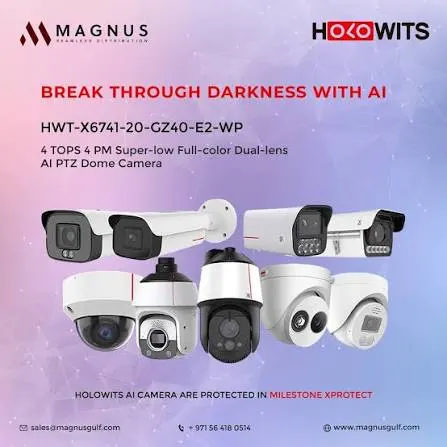 MAGNUS
SEAMLESS DISTRIBUTION
HOLOWITS
BREAK THROUGH DARKNESS WITH AI
HWT-X6741-20-GZ40-E2-WP
4 TOPS 4 PM Super-low Full-color Dual-lens
AI PTZ Dome Camera
HOLOWITS AI CAMERA ARE PROTECTED IN MILESTONE XPROTECT
sales@magnusgulf.com
+ 971 56 418 0514
www.magnusgulf.com